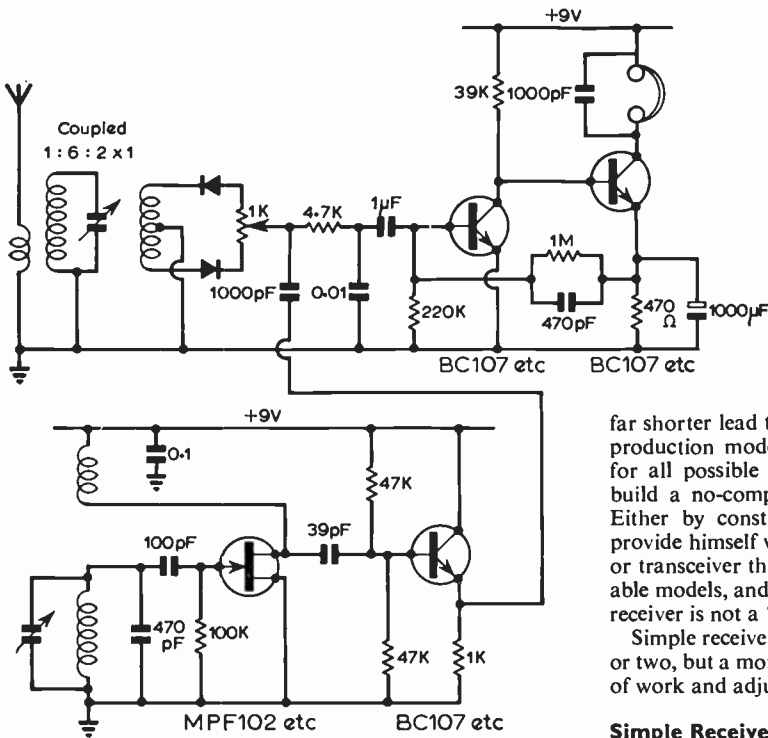 +9V
39K
1000pF
Coupled
1:6:2 x 1
1K
4.7K
1µF
1M
1000pF
0.01
220K
470pF
470
Ω
1000µF
BC107 etc
BC107 etc
+9V
0.1
47K
100pF
39pF
470
pF
100K
47K
1K
MPF102 etc
BC107 etc
far shorter lead t
production mode
for all possible
build a no-comp
Either by const
provide himself v
or transceiver th
able models, and
receiver is not a '
Simple receive
or two, but a mor
of work and adju
Simple Receive